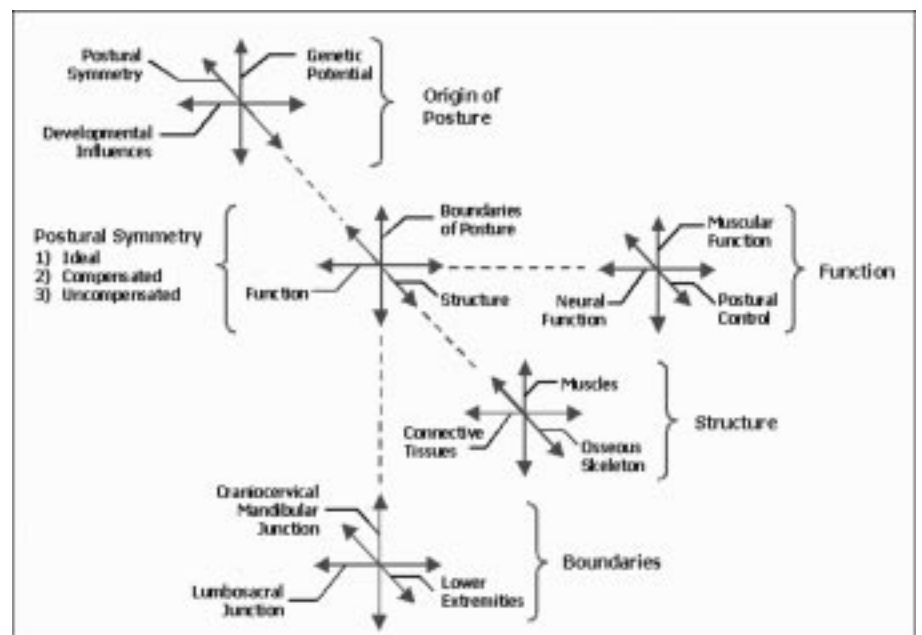 Postural
Symmetry
Genetic
Potential
Developmental
Influences
Origin of
Posture
Postural Symmetry
1) Ideal
2) Compensated
3) Uncompensated
Boundaries
of Posture
Function
Structure
Muscular
Function
Neural
Function
Postural
Control
Function
Muscles
Connective
Tissues
Osseous
Skeleton
Structure
Craniocervical
Mandibular
Junction
Lumbosacral
Junction
Lower
Extremities
Boundaries